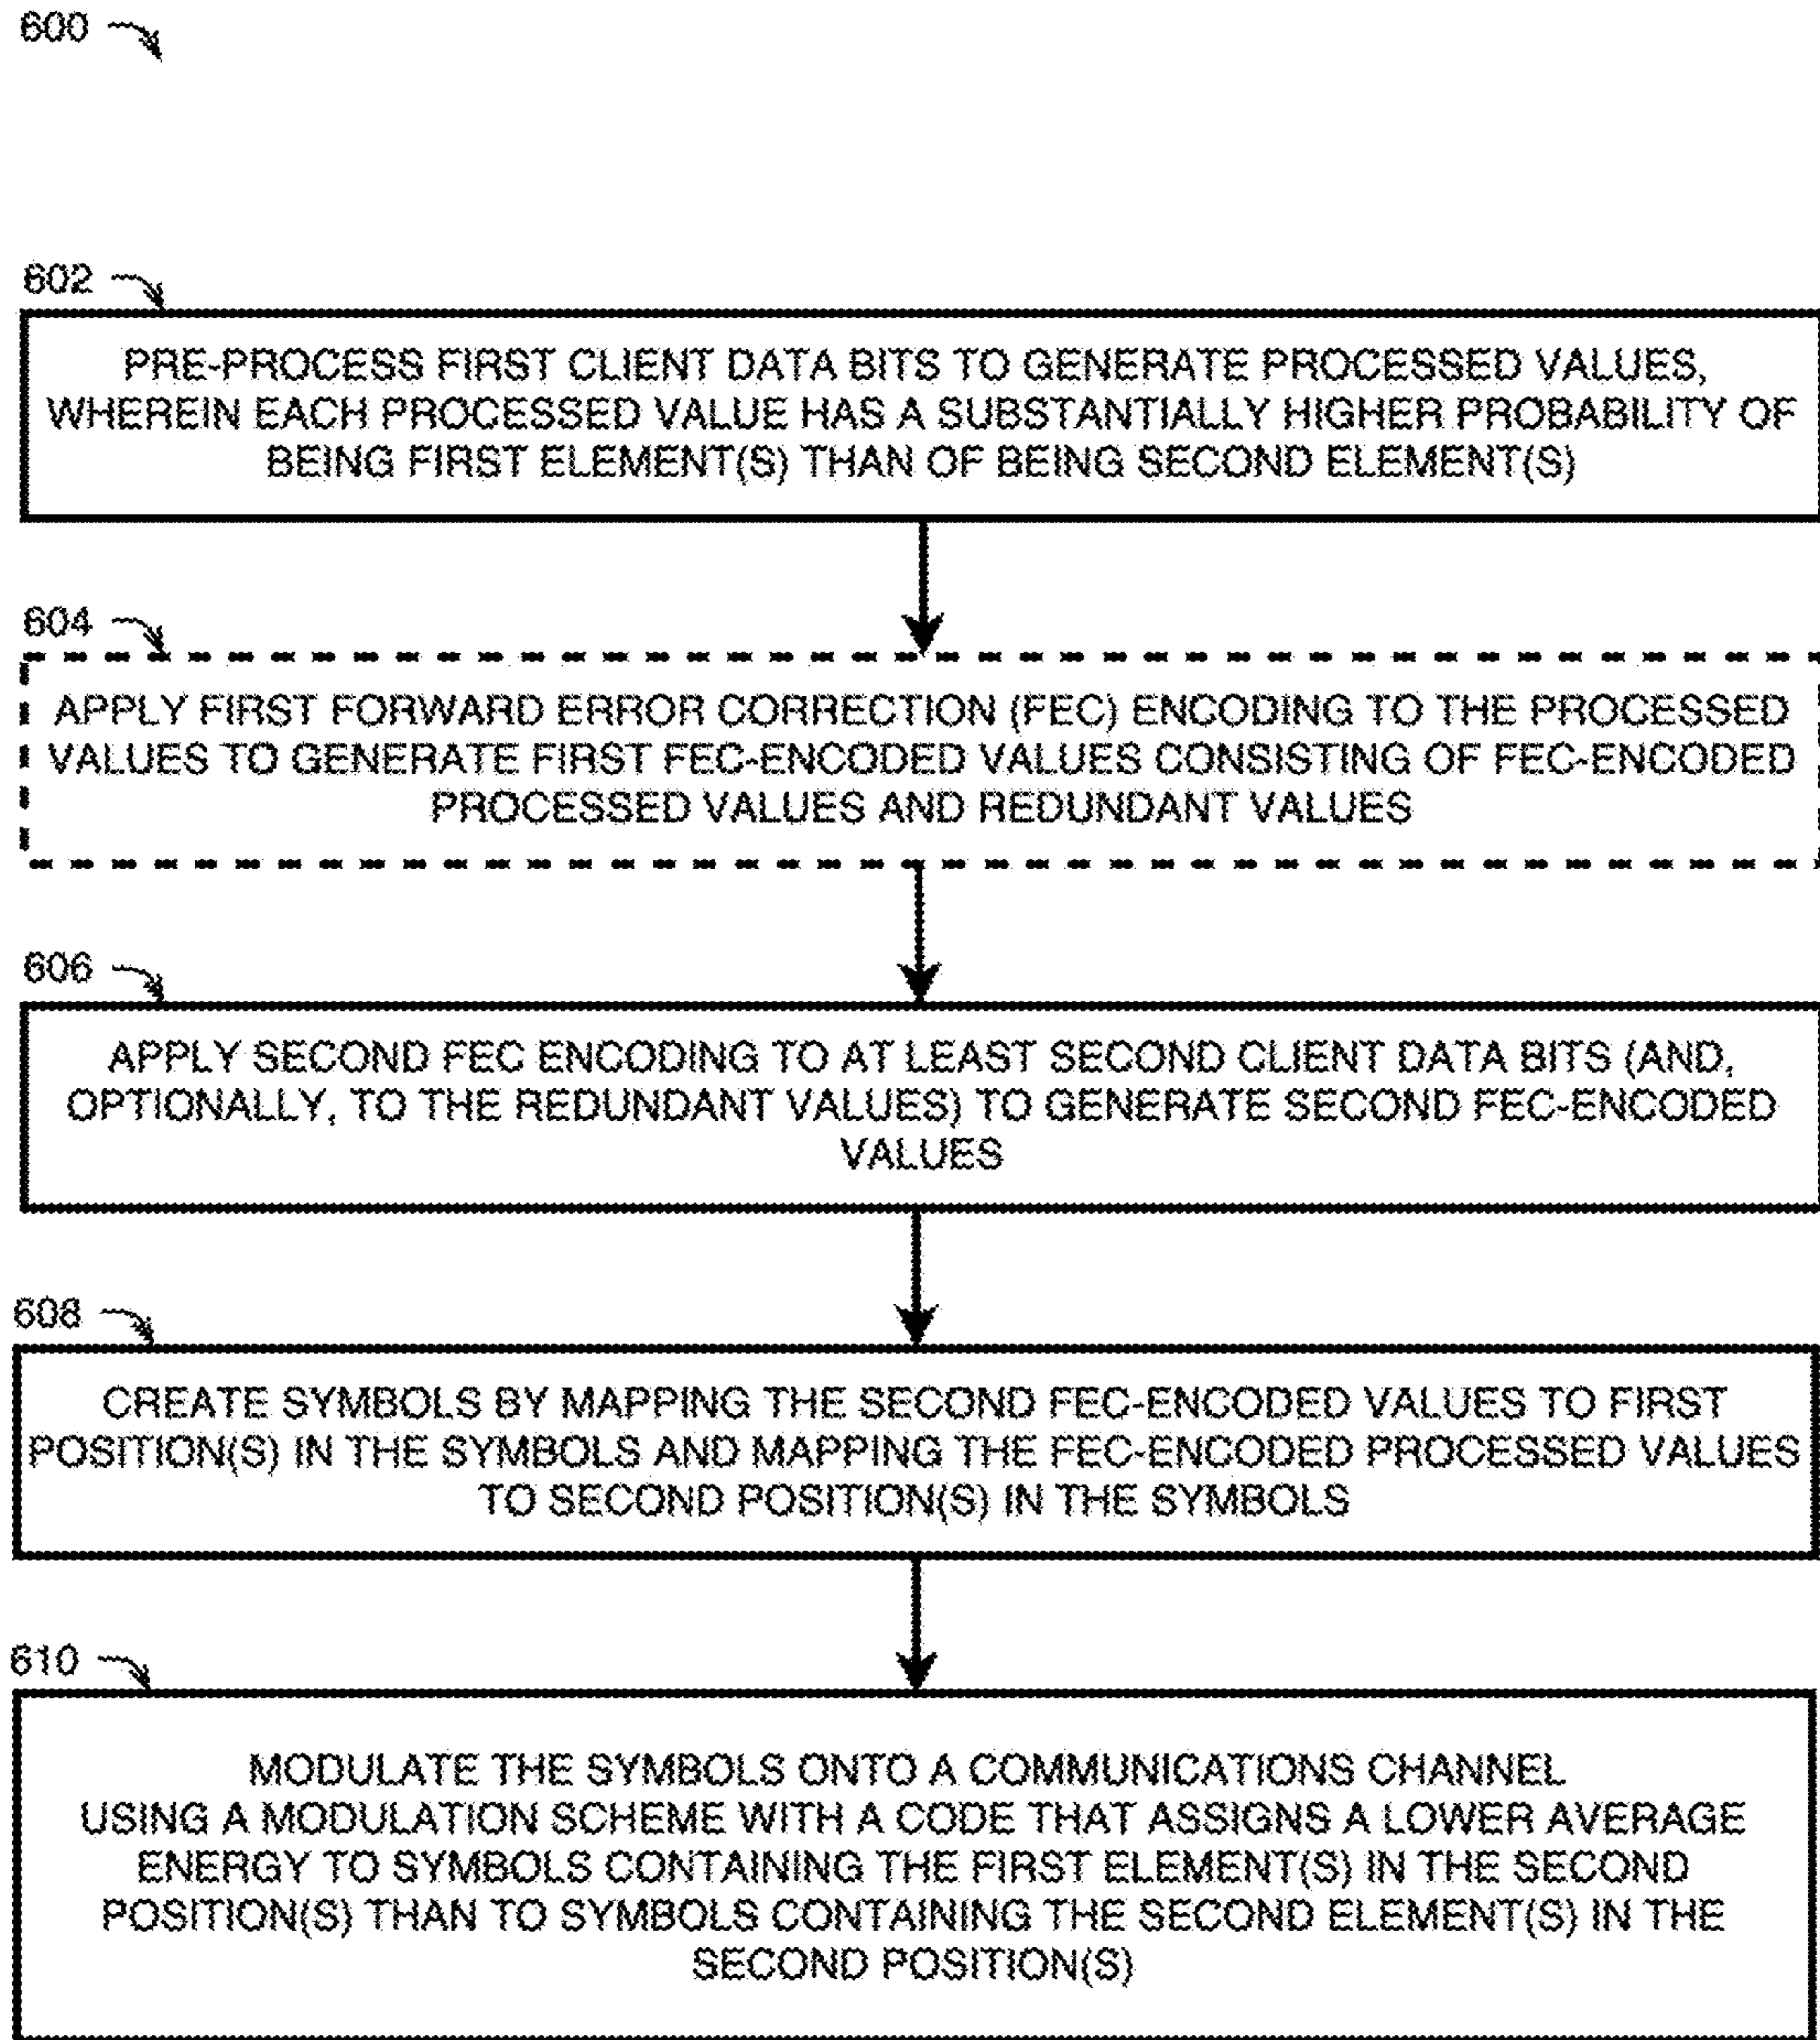 600
602
PRE-PROCESS FIRST CLIENT DATA BITS TO GENERATE PROCESSED VALUES,
WHEREIN EACH PROCESSED VALUE HAS A SUBSTANTIALLY HIGHER PROBABILITY OF
BEING FIRST ELEMENT(S) THAN OF BEING SECOND ELEMENT(S)
604
APPLY FIRST FORWARD ERROR CORRECTION (FEC) ENCODING TO THE PROCESSED
VALUES TO GENERATE FIRST FEC-ENCODED VALUES CONSISTING OF FEC-ENCODED
PROCESSED VALUES AND REDUNDANT VALUES
606
APPLY SECOND FEC ENCODING TO AT LEAST SECOND CLIENT DATA BITS (AND,
OPTIONALLY, TO THE REDUNDANT VALUES) TO GENERATE SECOND FEC-ENCODED
VALUES
608
CREATE SYMBOLS BY MAPPING THE SECOND FEC-ENCODED VALUES TO FIRST
POSITION(S) IN THE SYMBOLS AND MAPPING THE FEC-ENCODED PROCESSED VALUES
TO SECOND POSITION(S) IN THE SYMBOLS
610
MODULATE THE SYMBOLS ONTO A COMMUNICATIONS CHANNEL
USING A MODULATION SCHEME WITH A CODE THAT ASSIGNS A LOWER AVERAGE
ENERGY TO SYMBOLS CONTAINING THE FIRST ELEMENT(S) IN THE SECOND
POSITION(S) THAN TO SYMBOLS CONTAINING THE SECOND ELEMENT(S) IN THE
SECOND POSITION(S)